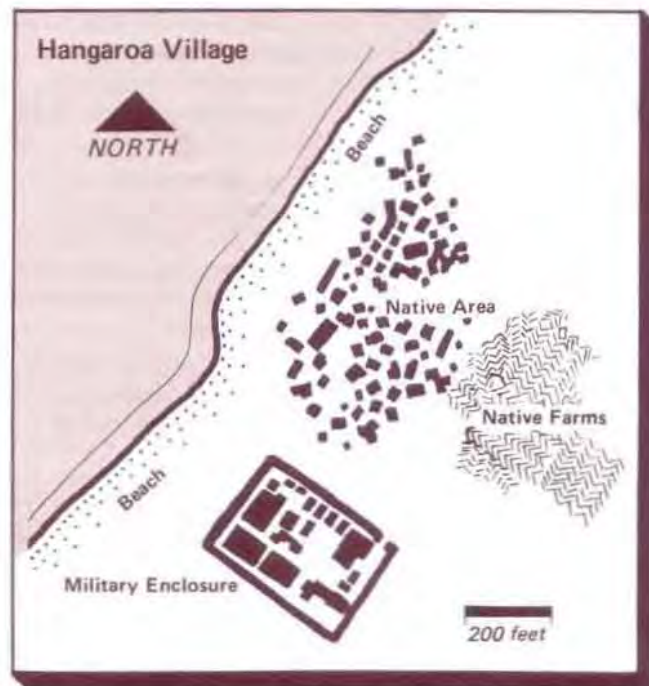 Hangaroa Village
NORTH
Beach
Native Area
Native Farms
Beach
Military Enclosure
200 feet